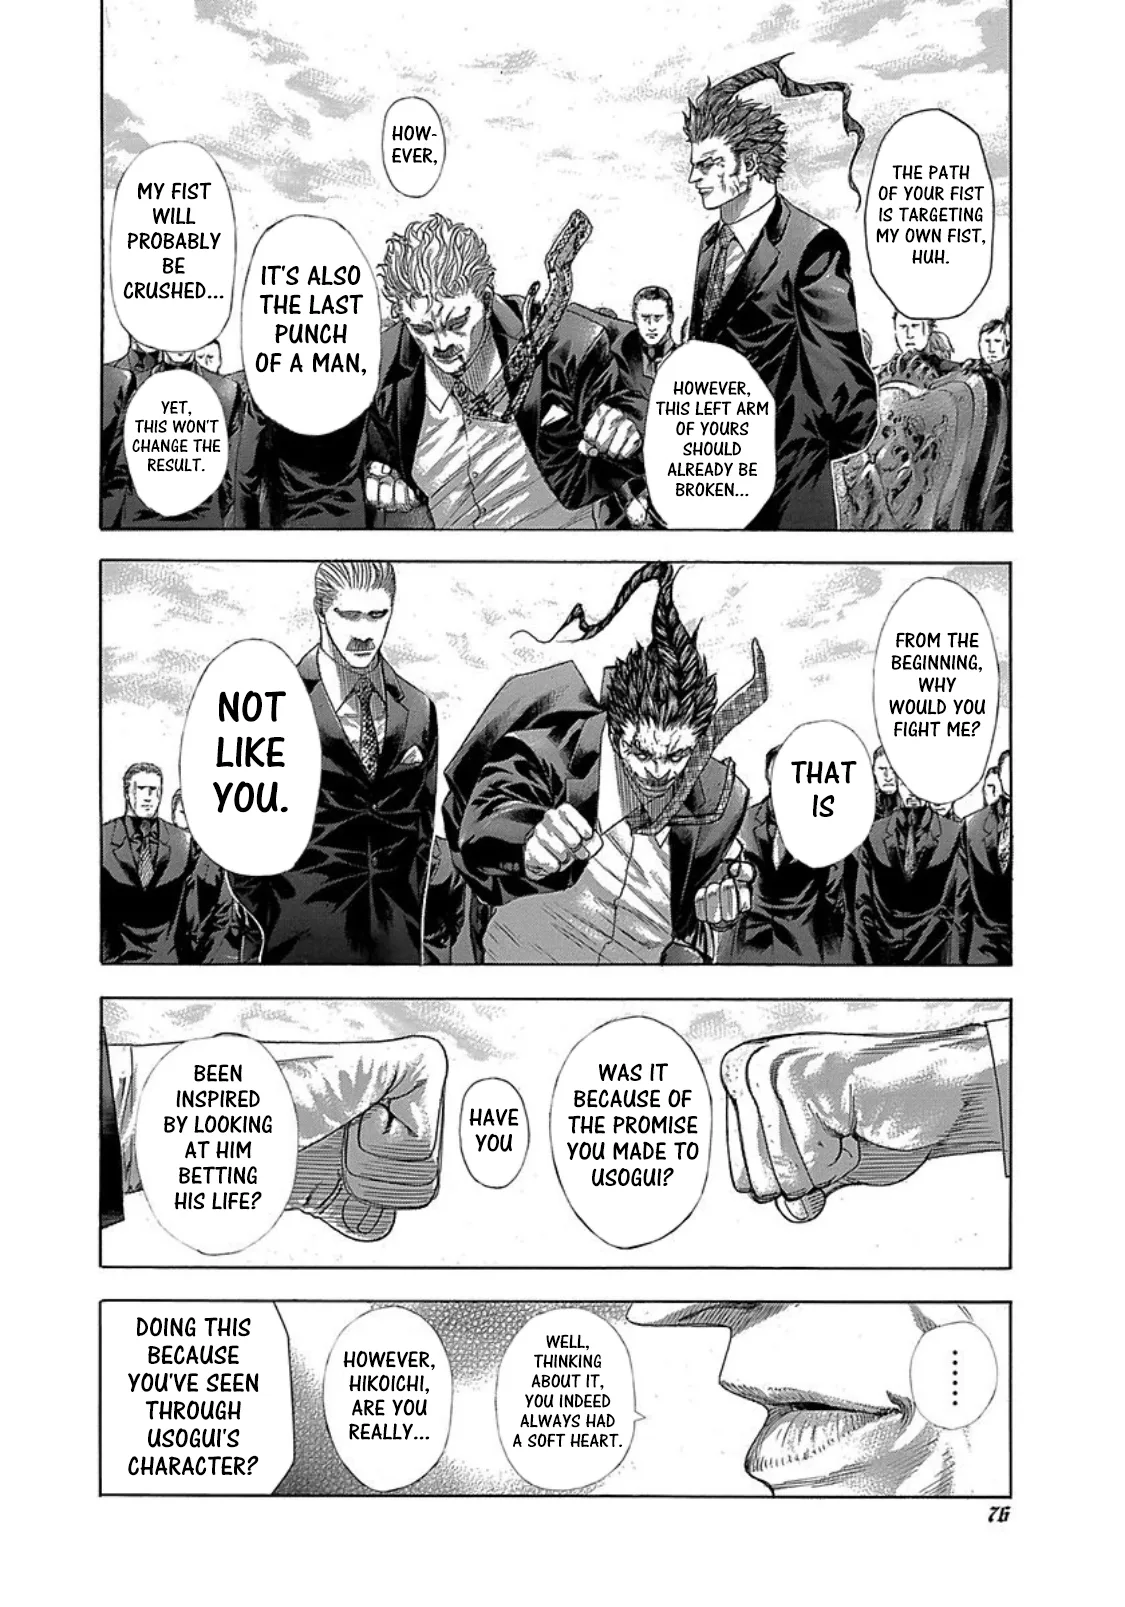 THE PATH
OF YOUR FIST
IS TARGETING
MY OWN FIST,
HUH.
HOWEVER,
THIS LEFT ARM
OF YOURS
SHOULD
ALREADY BE
BROKEN...
HOW-
EVER,
IT'S ALSO
THE LAST
PUNCH
OF A MAN,
MY FIST
WILL
PROBABLY
BE
CRUSHED...
YET,
THIS WON'T
CHANGE THE
RESULT.
FROM THE
BEGINNING,
WHY
WOULD YOU
FIGHT ME?
THAT
IS
NOT
LIKE
YOU.
WAS IT
BECAUSE OF
THE PROMISE
YOU MADE TO
USOGUI?
HAVE
YOU
BEEN
INSPIRED
BY LOOKING
AT HIM
BETTING
HIS LIFE?
........
WELL,
THINKING
ABOUT IT,
YOU INDEED
ALWAYS HAD
A SOFT HEART.
HOWEVER,
HIKOICHI,
ARE YOU
REALLY...
DOING THIS
BECAUSE
YOU'VE SEEN
THROUGH
USOGUI'S
CHARACTER?
76